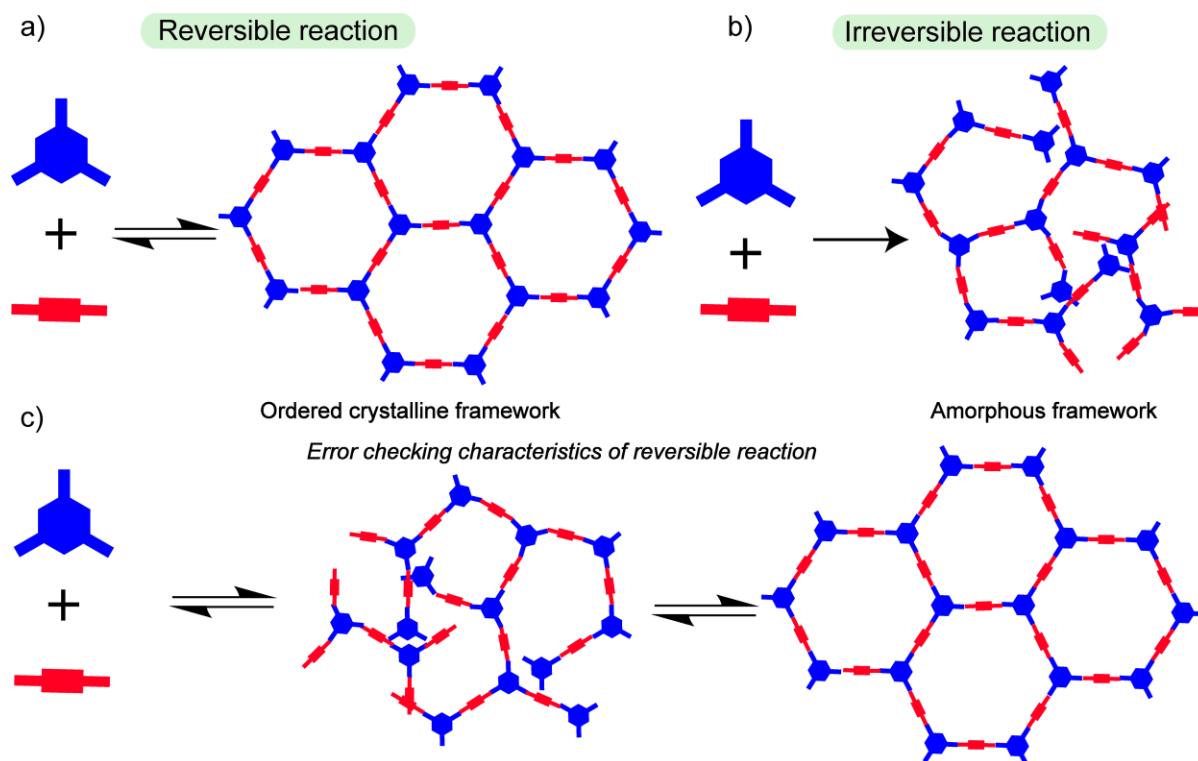 a)
Reversible reaction
b)
Irreversible reaction
+
+
Ordered crystalline framework
Amorphous framework
c)
Error checking characteristics of reversible reaction
+